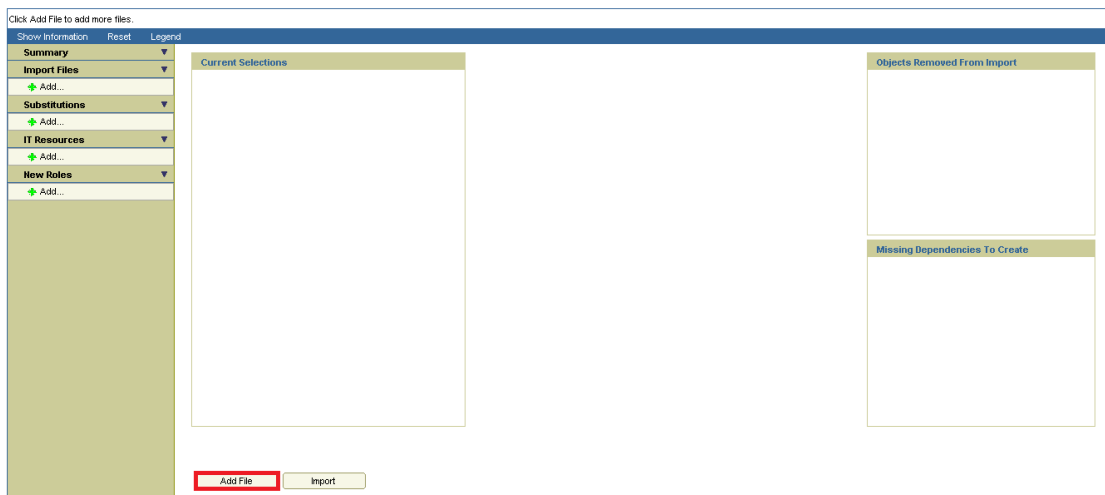 Click Add File to add more files.
Show Information Reset Legend
Summary
Import Files
Add...
Substitutions
Add...
IT Resources
Add...
New Roles
Add...
Current Selections
Objects Removed From Import
Missing Dependencies To Create
Add File Import